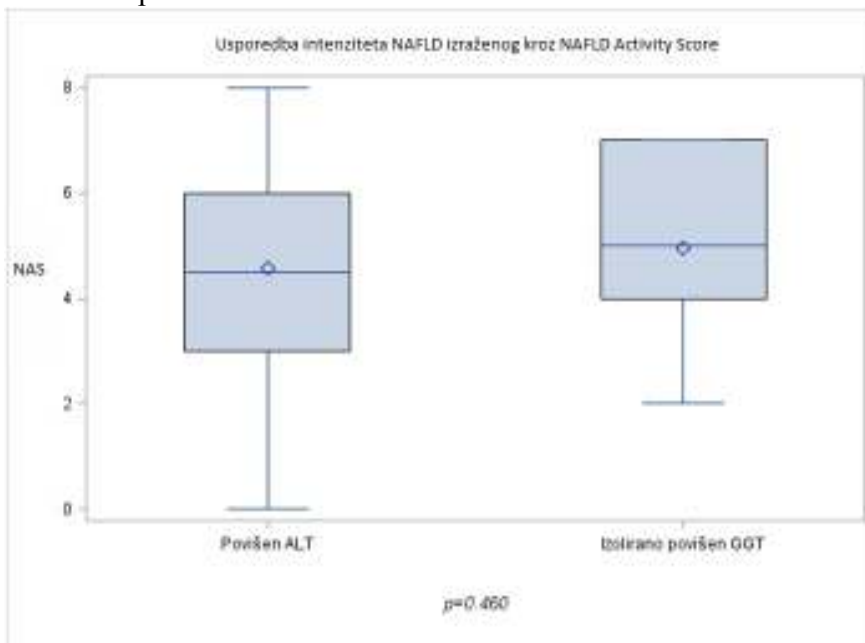 Usporedba intenziteta NAFLD izraženog kroz NAFLD Activity Score
8
6
NAS
4
2
0
Povišen ALT
Izolirano povišen GGT
p=0.460